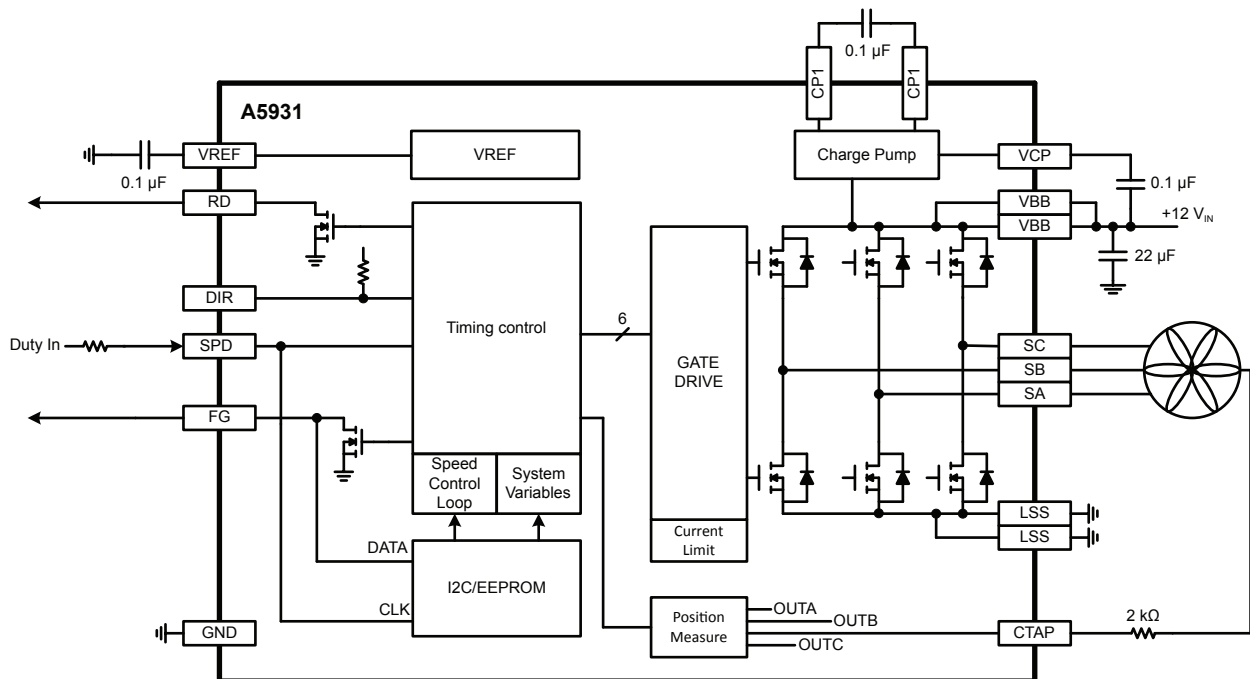 0.1 µF
CP1
CP1
A5931
VREF
0.1 µF
VREF
Charge Pump
VCP
0.1 µF
RD
VBB
VBB
+12 VIN
22 µF
DIR
Duty In
SPD
Timing control
6
GATE
DRIVE
SC
SB
SA
FG
Speed
Control
Loop
System
Variables
Current
Limit
LSS
LSS
DATA
CLK
I2C/EEPROM
GND
Position
Measure
OUTA
OUTB
OUTC
CTAP
2 kΩ